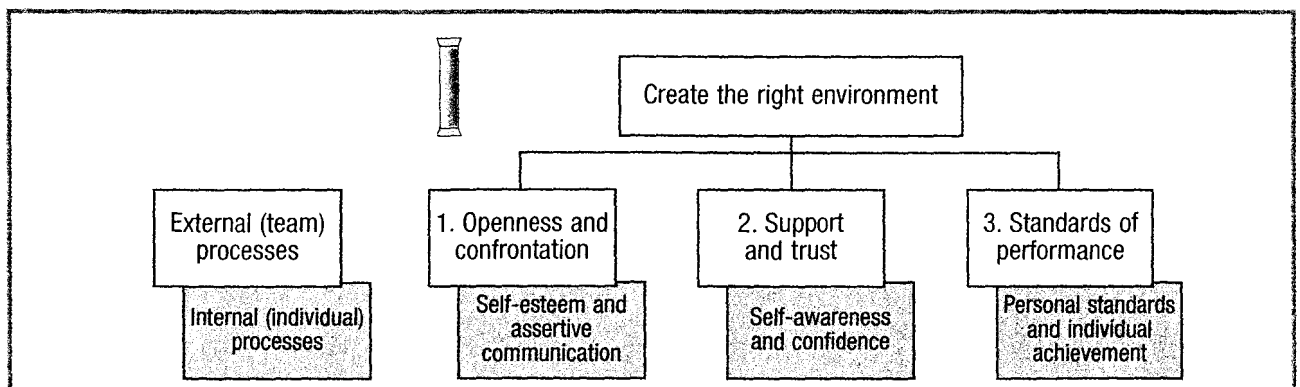 Create the right environment
External (team)
processes
1. Openness and
confrontation
2. Support
and trust
3. Standards of
performance
Internal (individual)
processes
Self-esteem and
assertive
communication
Self-awareness
and confidence
Personal standards
and individual
achievement